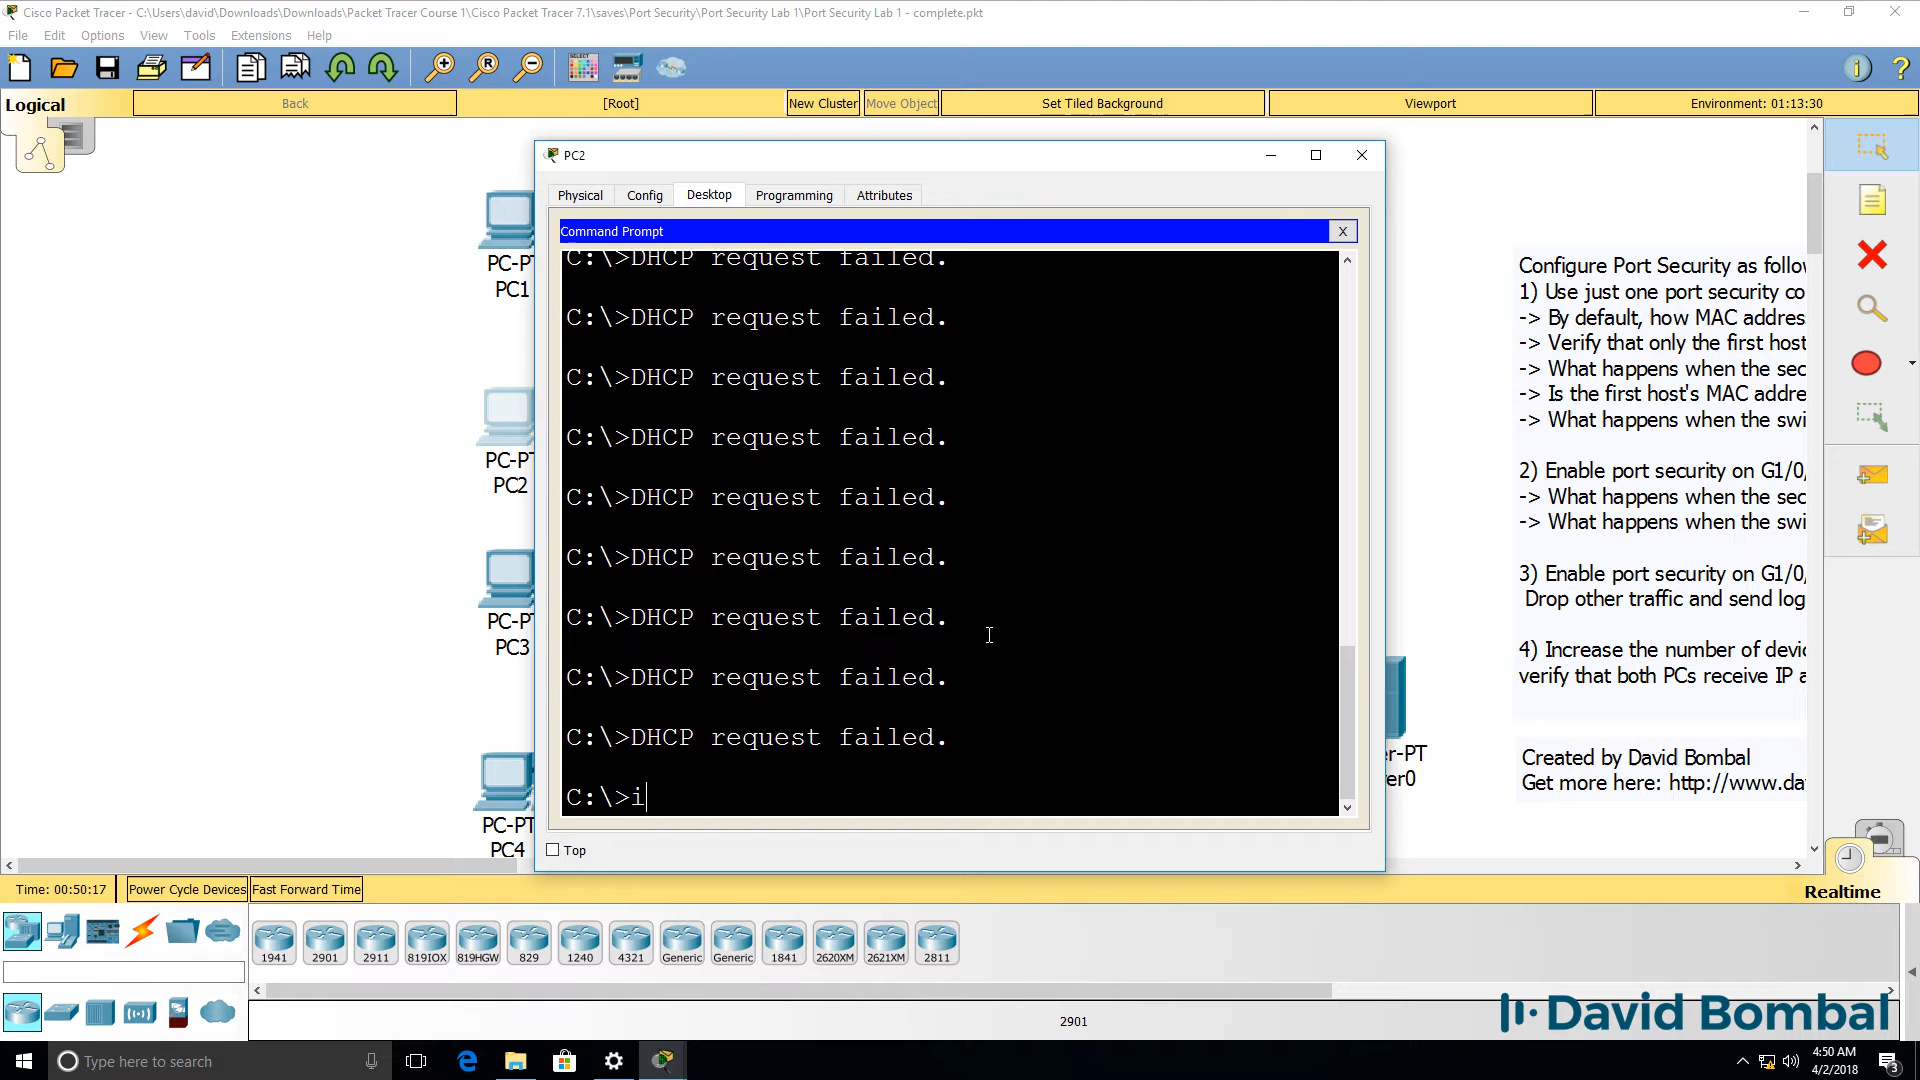 Cisco Packet Tracer - C:\Users\david\Downloads\Downloads\Packet Tracer Course 1\Cisco Packet Tracer 7.1\saves\Port Security\Port Security Lab 1\Port Security Lab 1 - complete.pkt
File Edit Options View Tools Extensions Help
Logical Back [Root] New Cluster Move Object Set Tiled Background Viewport Environment: 01:13:30
PC2
Physical Config Desktop Programming Attributes
Command Prompt X
C:\>DHCP request failed.
C:\>DHCP request failed.
C:\>DHCP request failed.
C:\>DHCP request failed.
C:\>DHCP request failed.
C:\>DHCP request failed.
C:\>DHCP request failed.
C:\>DHCP request failed.
C:\>DHCP request failed.
C:\>i
Top
PC-PT
PC1
PC-PT
PC2
PC-PT
PC3
PC-PT
PC4
er-PT
ver0
Configure Port Security as follow
1) Use just one port security co
-> By default, how MAC addres
-> Verify that only the first host
-> What happens when the sec
-> Is the first host's MAC addre
-> What happens when the swi
2) Enable port security on G1/0,
-> What happens when the sec
-> What happens when the swi
3) Enable port security on G1/0,
Drop other traffic and send log
4) Increase the number of devic
verify that both PCs receive IP a
Created by David Bombal
Get more here: http://www.da
Time: 00:50:17 Power Cycle Devices Fast Forward Time Realtime
1941 2901 2911 819IOX 819HGW 829 1240 4321 Generic Generic 1841 2620XM 2621XM 2811
2901
David Bombal
Type here to search
4:50 AM
4/2/2018
3